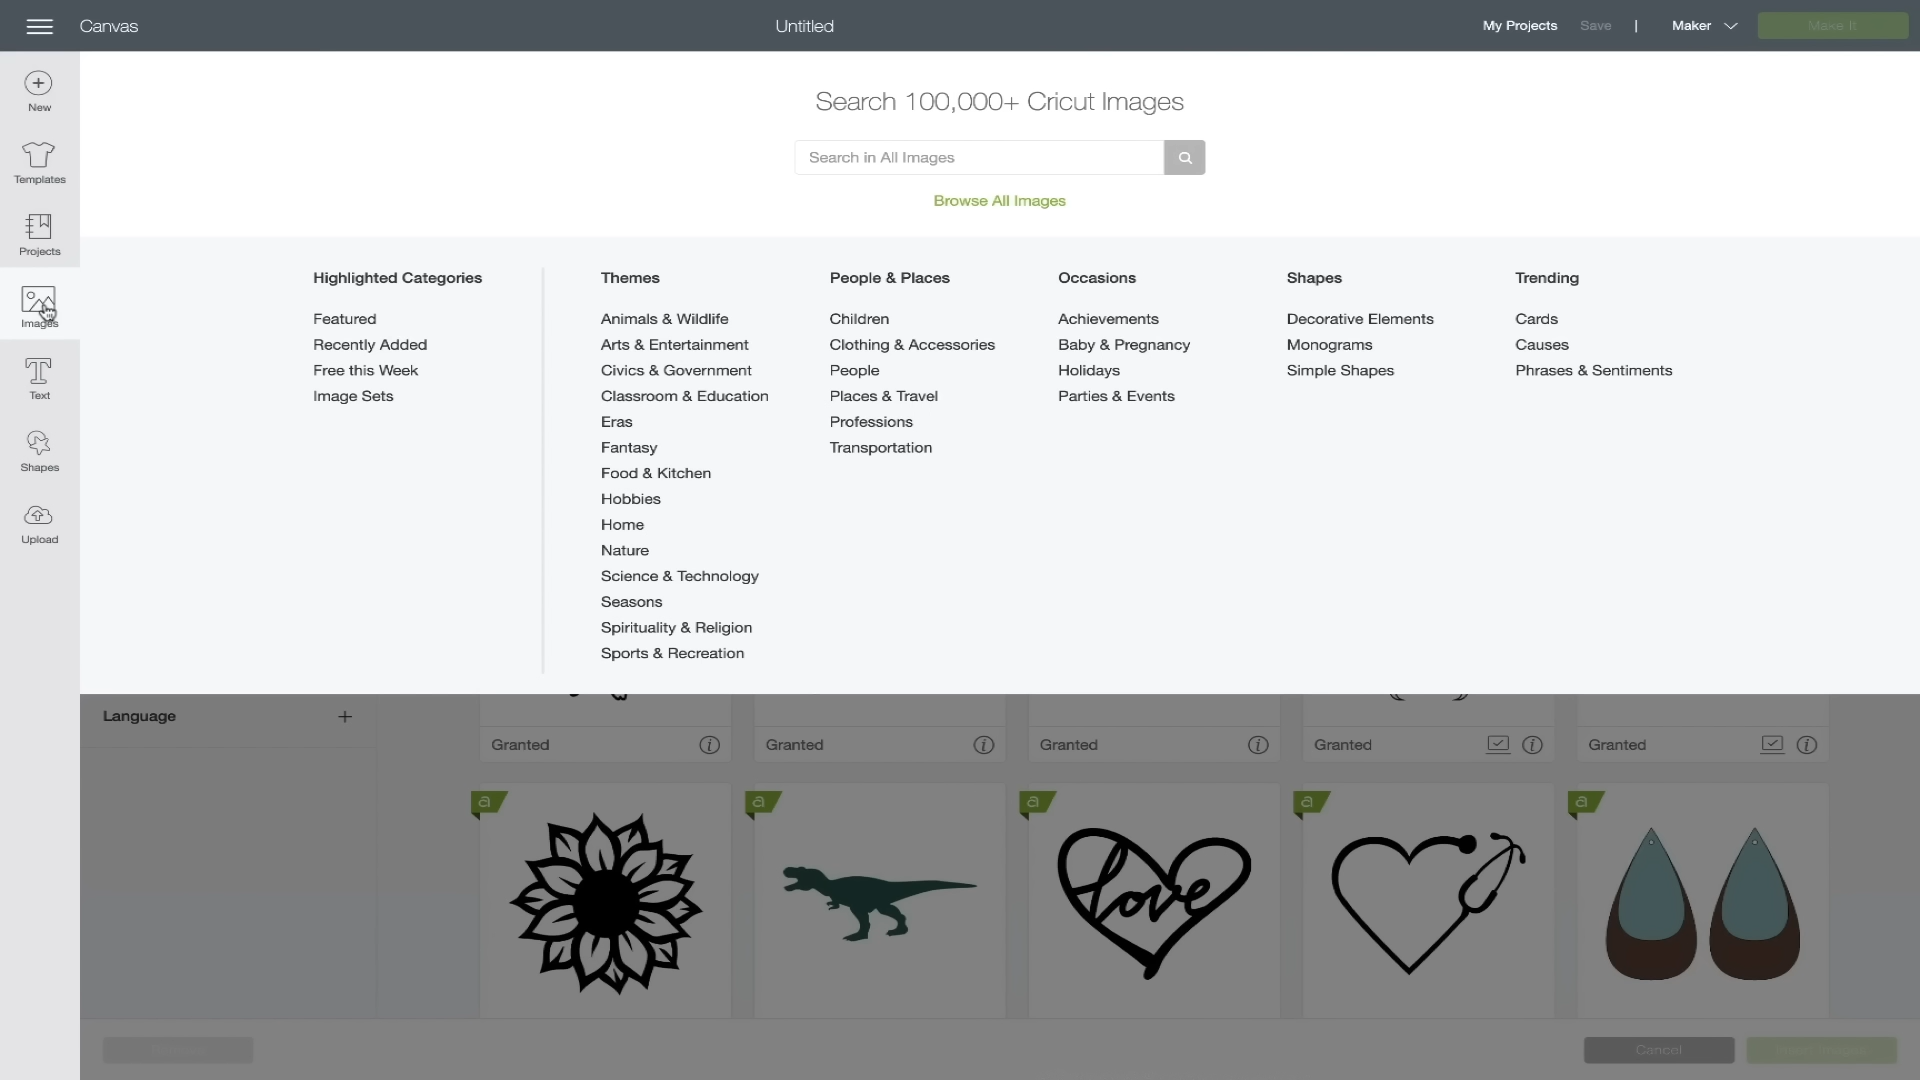 Canvas
Untitled
My Projects Save | Maker Make It
New
Templates
Projects
Images
Text
Shapes
Upload
Search 100,000+ Cricut Images
Search in All Images
Browse All Images
Highlighted Categories
Featured
Recently Added
Free this Week
Image Sets
Themes
Animals & Wildlife
Arts & Entertainment
Civics & Government
Classroom & Education
Eras
Fantasy
Food & Kitchen
Hobbies
Home
Nature
Science & Technology
Seasons
Spirituality & Religion
Sports & Recreation
People & Places
Children
Clothing & Accessories
People
Places & Travel
Professions
Transportation
Occasions
Achievements
Baby & Pregnancy
Holidays
Parties & Events
Shapes
Decorative Elements
Monograms
Simple Shapes
Trending
Cards
Causes
Phrases & Sentiments
Language
Granted Granted Granted Granted Granted
a a a a a
love
Cancel